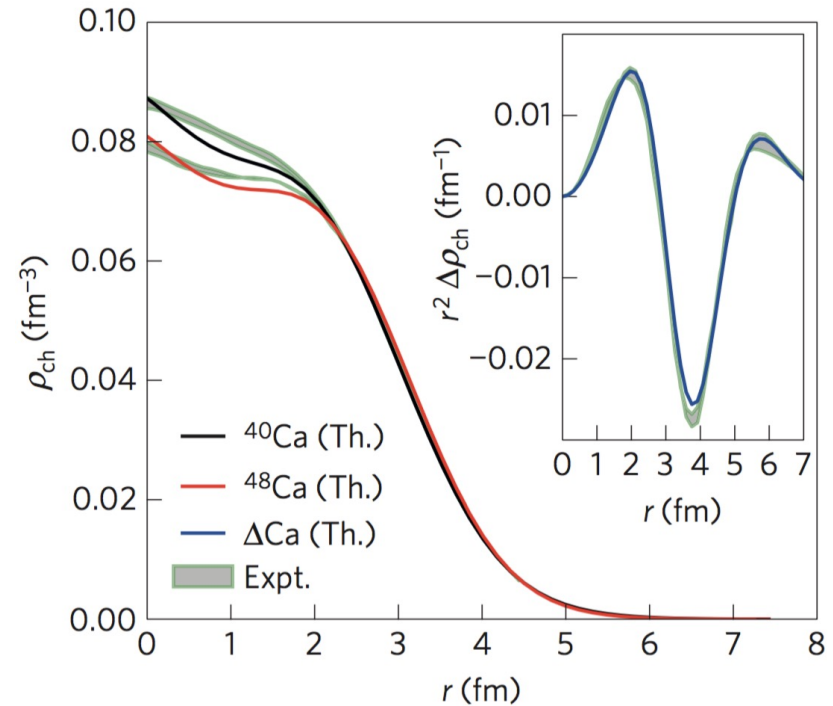 0.10
0.08
0.06
0.04
0.02
0.00
ρch (fm−3)
0 1 2 3 4 5 6 7 8
r (fm)
40Ca (Th.)
48Ca (Th.)
ΔCa (Th.)
Expt.
0.01
0.00
−0.01
−0.02
r2 Δρch (fm−1)
0 1 2 3 4 5 6 7
r (fm)